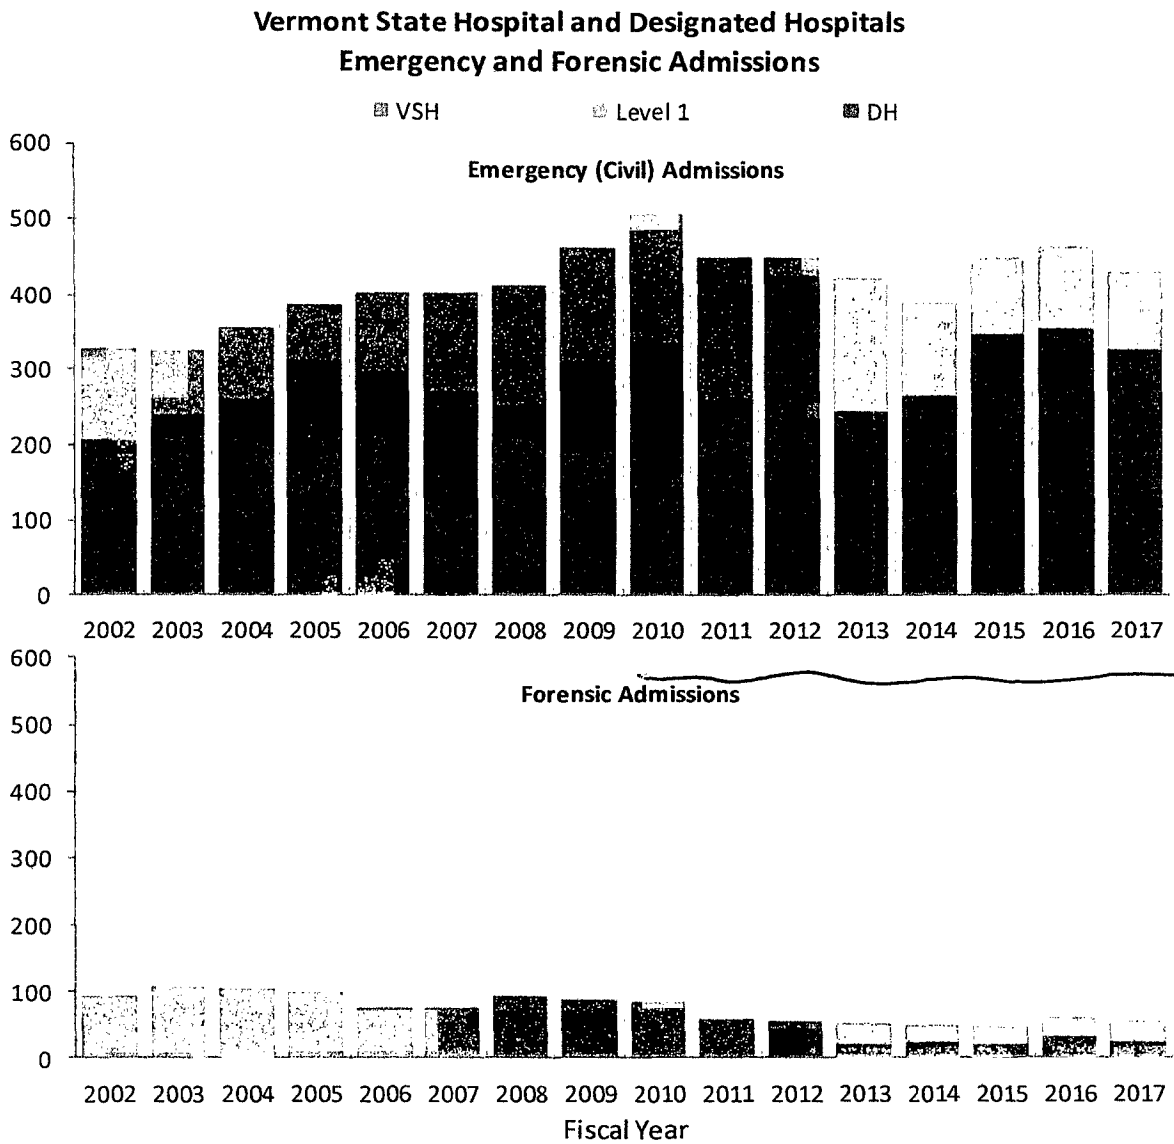 Vermont State Hospital and Designated Hospitals
Emergency and Forensic Admissions
VSH Level 1 DH
Emergency (Civil) Admissions
600
500
400
300
200
100
0
2002 2003 2004 2005 2006 2007 2008 2009 2010 2011 2012 2013 2014 2015 2016 2017
Forensic Admissions
600
500
400
300
200
100
0
2002 2003 2004 2005 2006 2007 2008 2009 2010 2011 2012 2013 2014 2015 2016 2017
Fiscal Year